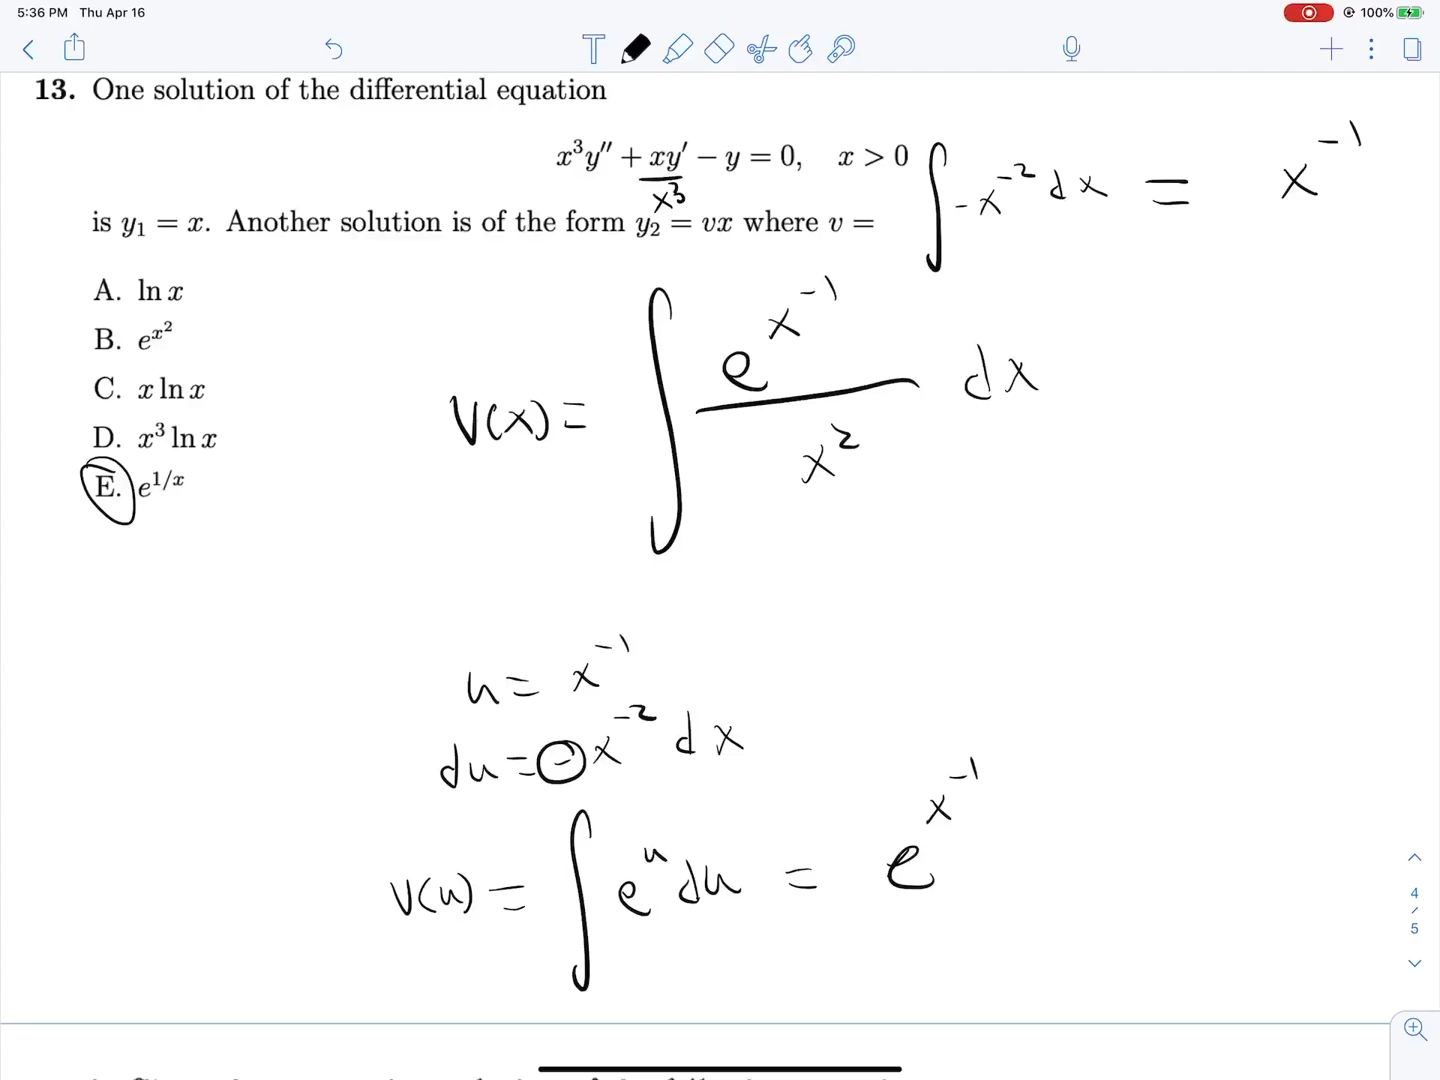 5:36 PM Thu Apr 16
100%
T
13. One solution of the differential equation
x³y″ + xy′ − y = 0, x > 0
x³
∫ -x⁻² dx = x⁻¹
is y₁ = x. Another solution is of the form y₂ = vx where v =
A. ln x
B. e^{x²}
C. x ln x
D. x³ ln x
E. e^{1/x}
V(x) = ∫ e^{x⁻¹} / x² dx
u = x⁻¹
du = -x⁻² dx
V(u) = ∫ e^u du = e^{x⁻¹}
4
/
5